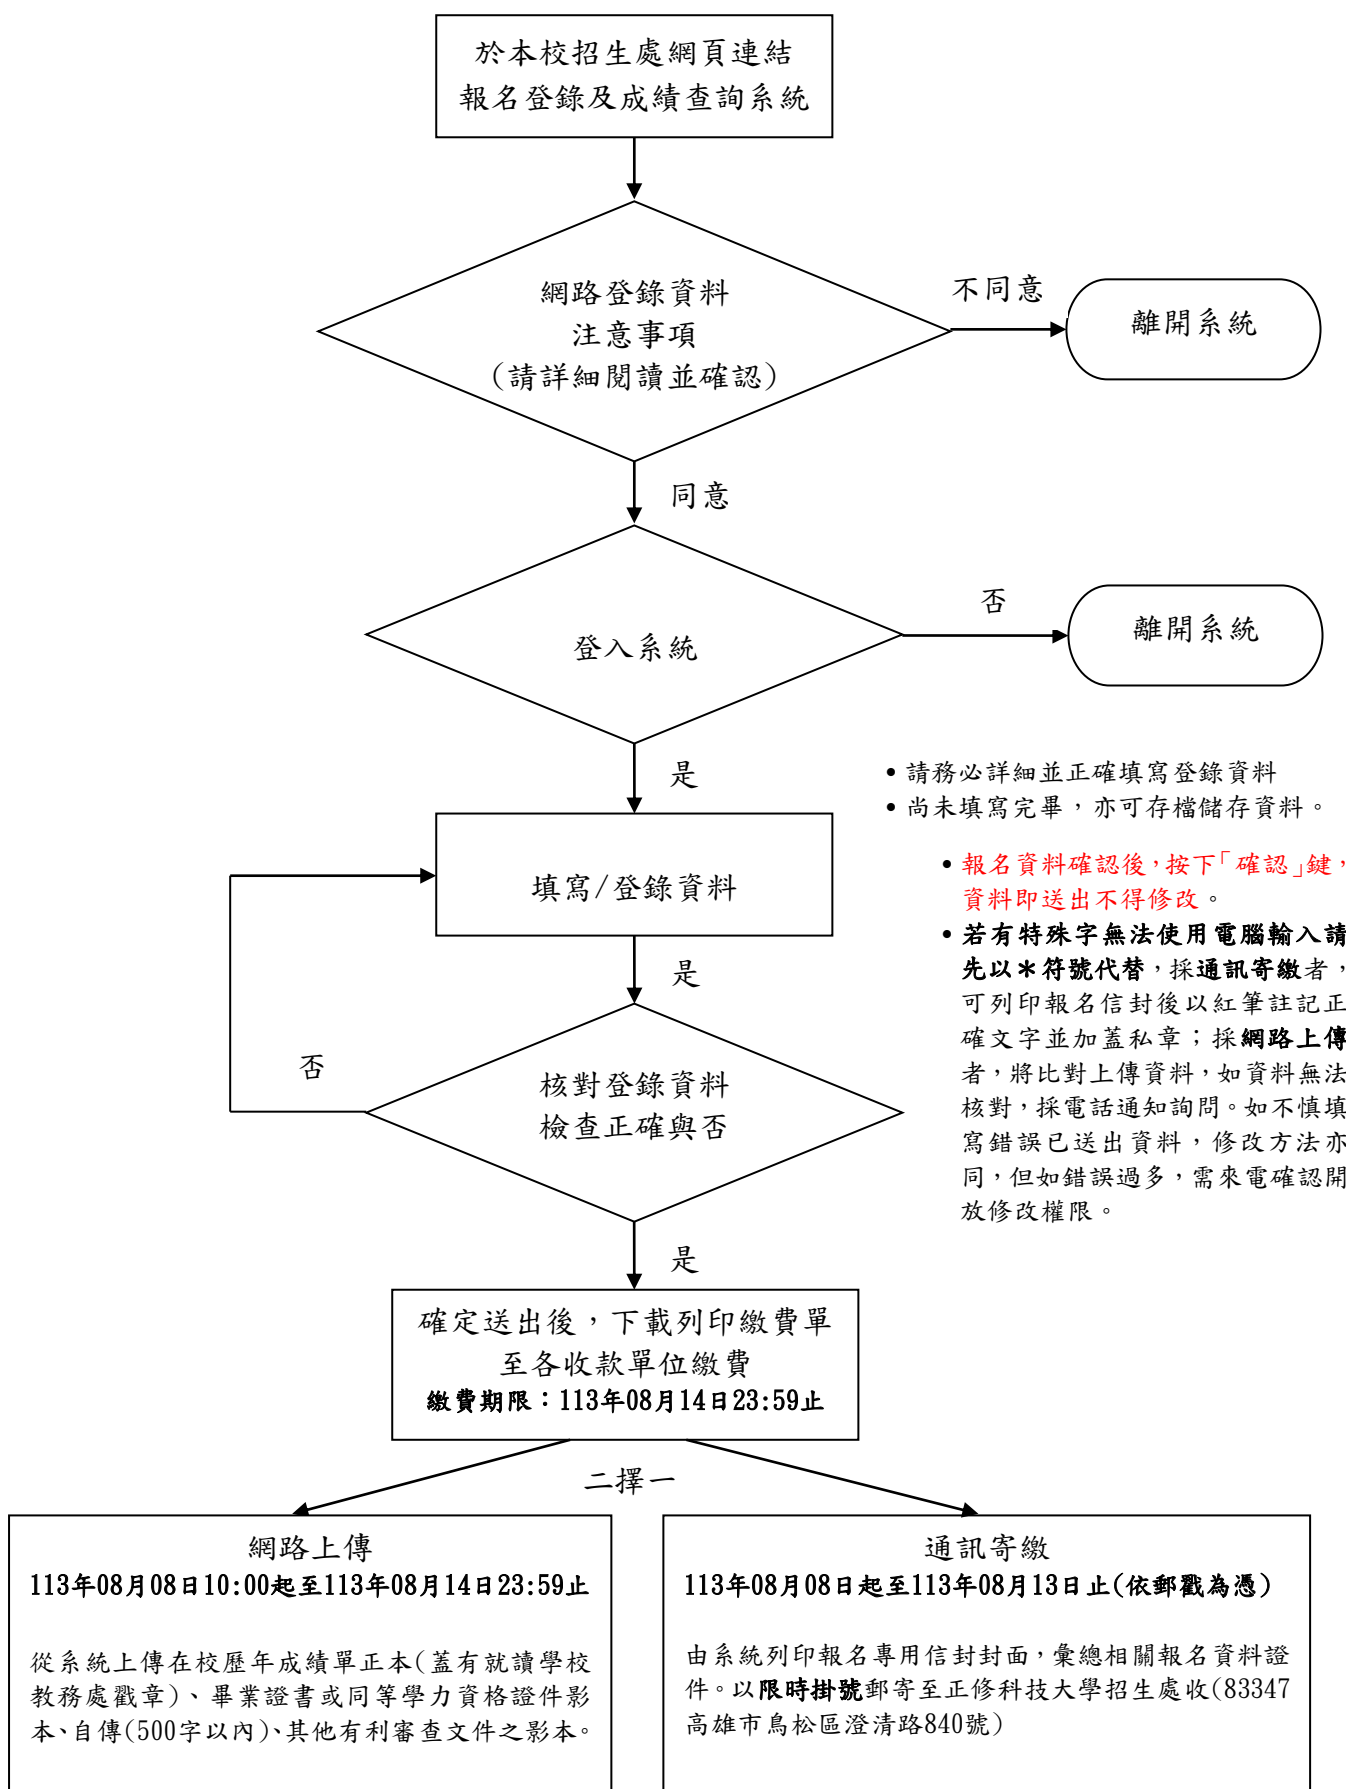 於本校招生處網頁連結
報名登錄及成績查詢系統
網路登錄資料
注意事項
(請詳細閱讀並確認)
不同意
離開系統
同意
登入系統
否
離開系統
是
•請務必詳細並正確填寫登錄資料
•尚未填寫完畢，亦可存檔儲存資料。
填寫/登錄資料
•報名資料確認後，按下「確認」鍵，
資料即送出不得修改。
•若有特殊字無法使用電腦輸入請
先以＊符號代替，採通訊寄繳者，
可列印報名信封後以紅筆註記正
確文字並加蓋私章；採網路上傳
者，將比對上傳資料，如資料無法
核對，採電話通知詢問。如不慎填
寫錯誤已送出資料，修改方法亦
同，但如錯誤過多，需來電確認開
放修改權限。
是
否
核對登錄資料
檢查正確與否
是
確定送出後，下載列印繳費單
至各收款單位繳費
繳費期限：113年08月14日23:59止
二擇一
網路上傳
113年08月08日10:00起至113年08月14日23:59止
從系統上傳在校歷年成績單正本(蓋有就讀學校
教務處戳章)、畢業證書或同等學力資格證件影
本、自傳(500字以內)、其他有利審查文件之影本。
通訊寄繳
113年08月08日起至113年08月13日止(依郵戳為憑)
由系統列印報名專用信封封面，彙總相關報名資料證
件。以限時掛號郵寄至正修科技大學招生處收(83347
高雄市鳥松區澄清路840號)